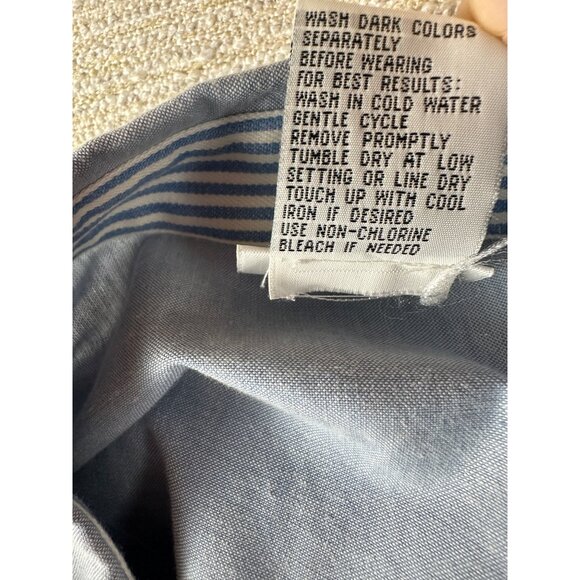 WASH DARK COLORS
SEPARATELY
BEFORE WEARING
FOR BEST RESULTS:
WASH IN COLD WATER
GENTLE CYCLE
REMOVE PROMPTLY
TUMBLE DRY AT LOW
SETTING OR LINE DRY
TOUCH UP WITH COOL
IRON IF DESIRED
USE NON-CHLORINE
BLEACH IF NEEDED